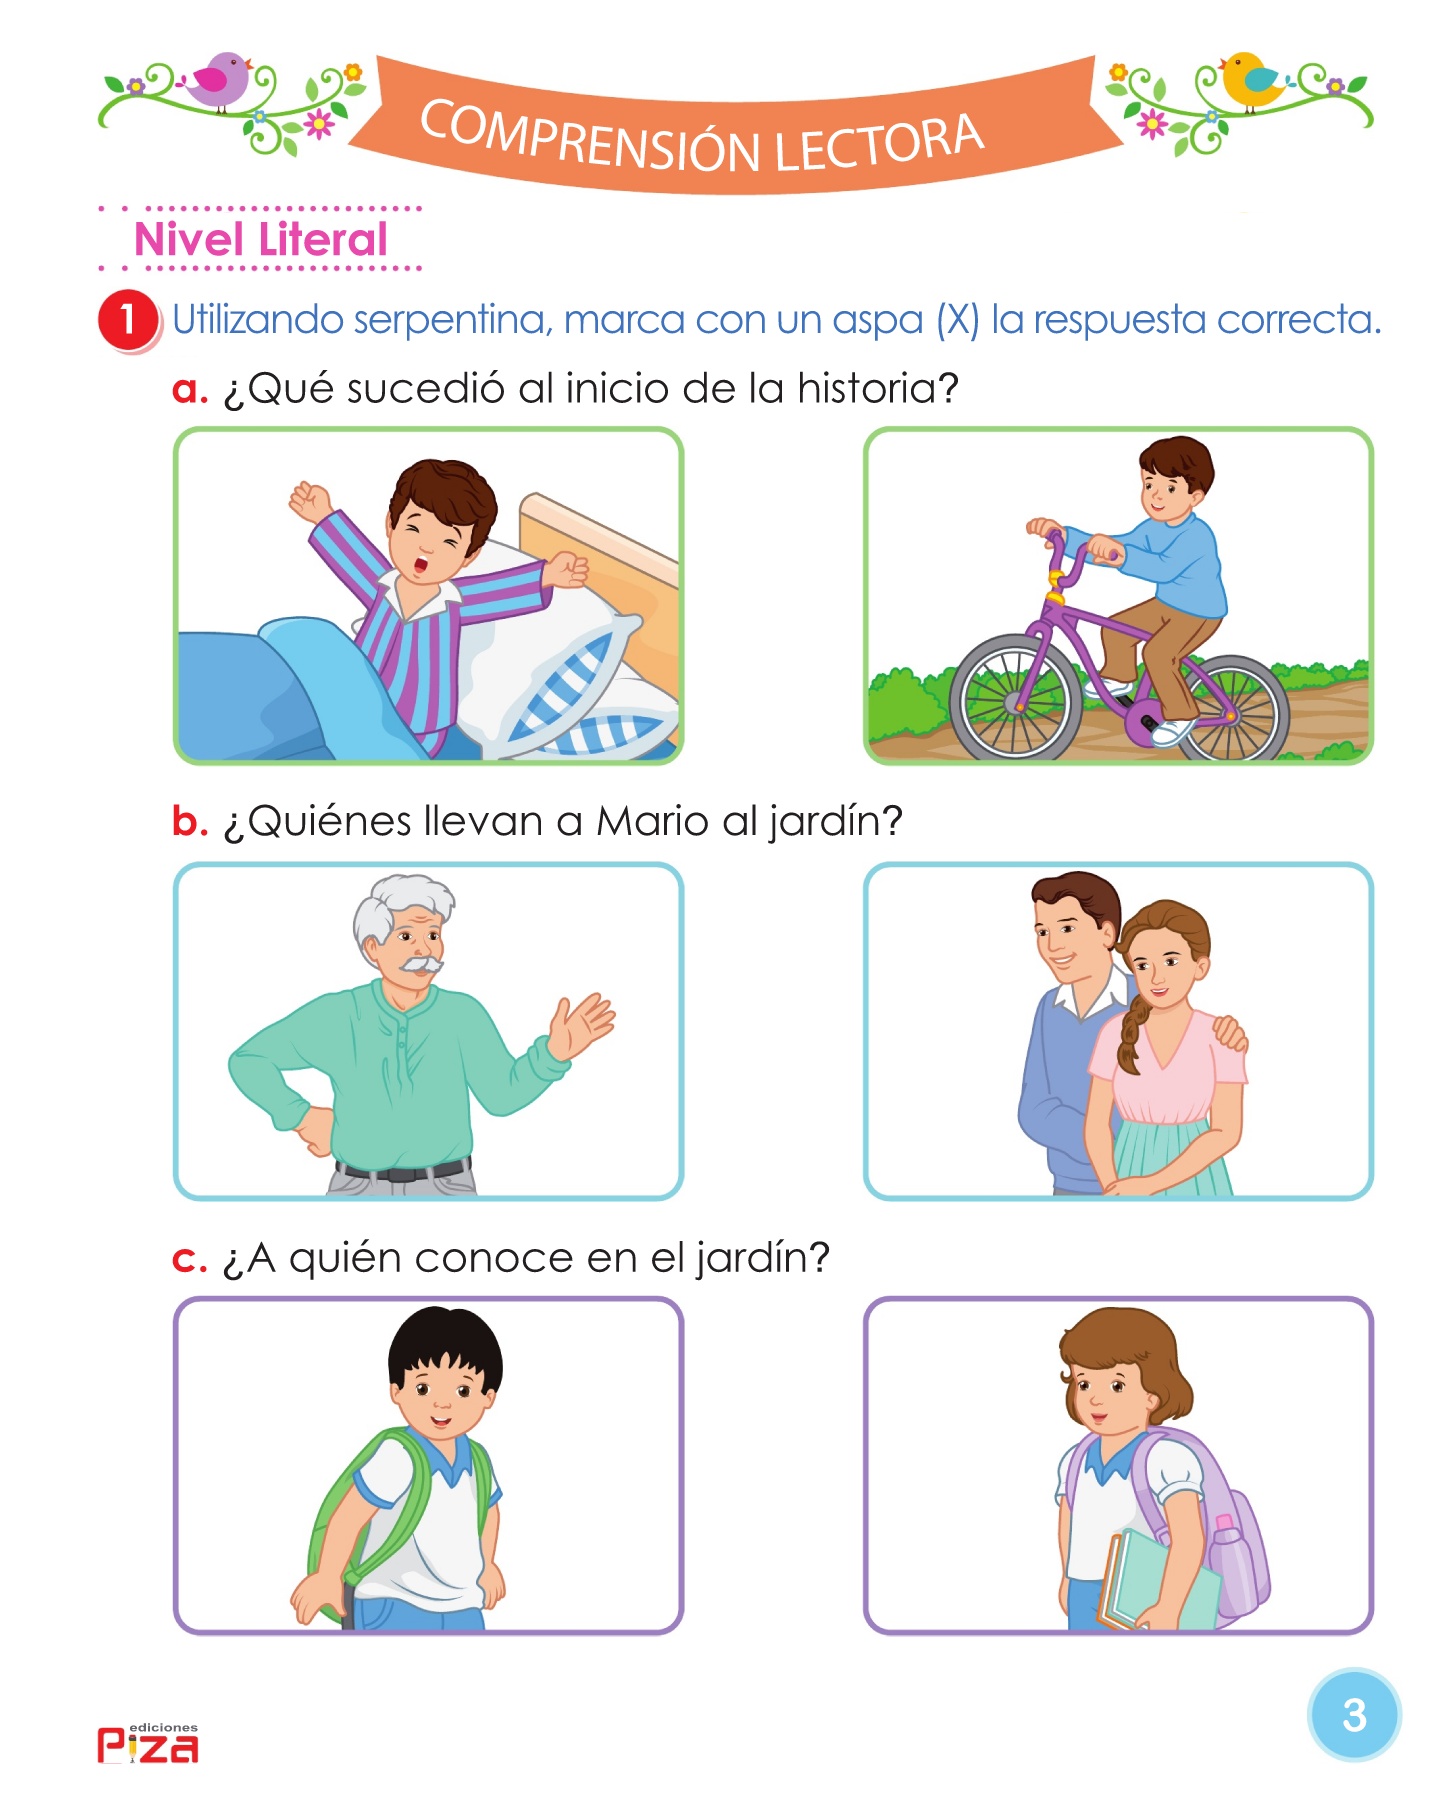 COMPRENSIÓN LECTORA
Nivel Literal
1 Utilizando serpentina, marca con un aspa (X) la respuesta correcta.
a. ¿Qué sucedió al inicio de la historia?
b. ¿Quiénes llevan a Mario al jardín?
c. ¿A quién conoce en el jardín?
ediciones
Piza
3